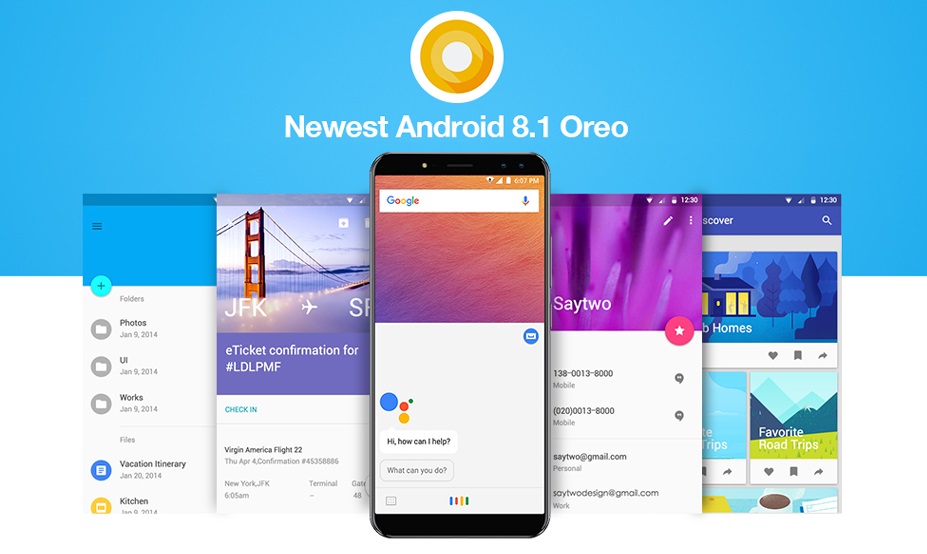 Newest Android 8.1 Oreo
Folders
Photos
Jan 9, 2014
UI
Jan 9, 2014
Works
Jan 9, 2014
Files
Vacation Itinerary
Jan 20, 2014
Kitchen
Jan 9, 2014
JFK
SF
eTicket confirmation for
#LDLPMF
CHECK IN
Virgin America Flight 22
Thu Apr 4,Confirmation #45358886
New York,JFK Terminal Gate
6:05am – 48
6:07 PM
Google
Hi, how can I help?
What can you do?
12:30
Saytwo
138-0013-8000
Mobile
(020)0013-8000
Mobile
saytwo@gmail.com
Personal
saytwodesign@gmail.com
Work
12:30
scover
b Homes
te
Trips
Favorite
Road Trips